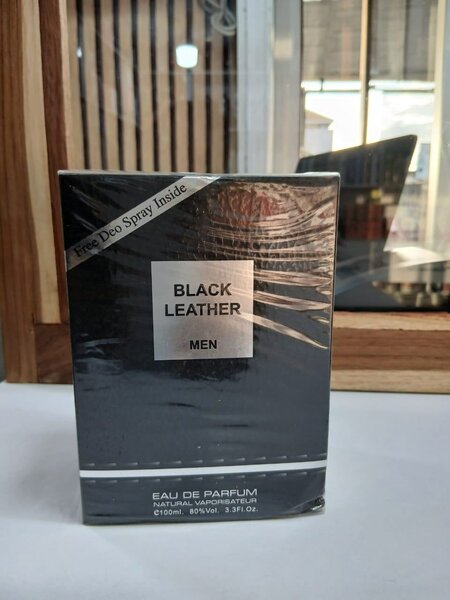 Free Deo Spray Inside
BLACK
LEATHER
MEN
EAU DE PARFUM
NATURAL VAPORISATEUR
℮100ml. 80%Vol. 3.3Fl.Oz.